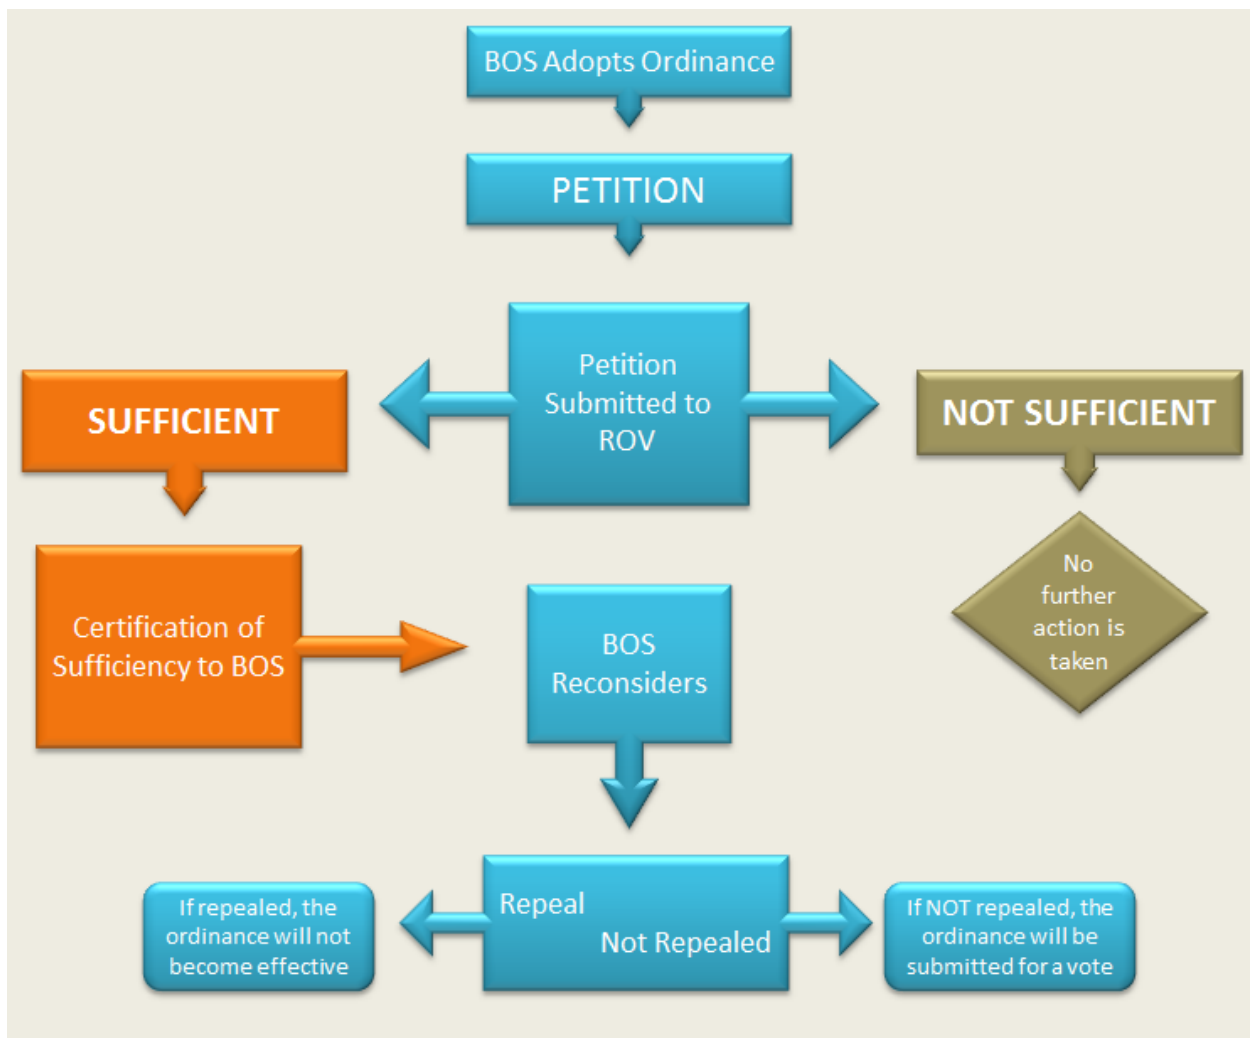 BOS Adopts Ordinance
PETITION
Petition
Submitted to
ROV
SUFFICIENT
NOT SUFFICIENT
No
further
action is
taken
Certification of
Sufficiency to BOS
BOS
Reconsiders
Repeal
Not Repealed
If repealed, the
ordinance will not
become effective
If NOT repealed, the
ordinance will be
submitted for a vote